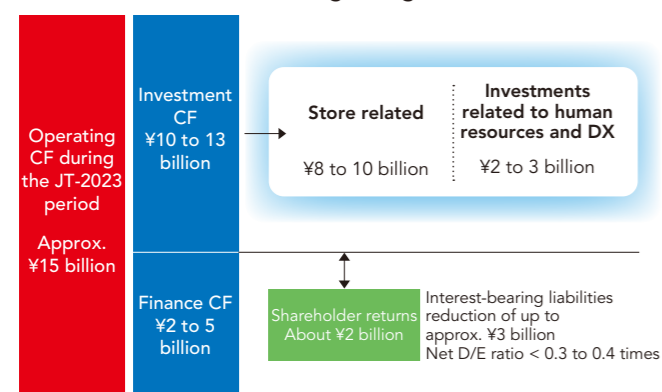 Operating
CF during
the JT-2023
period
Approx.
¥15 billion
Investment
CF
¥10 to 13
billion
Store related
¥8 to 10 billion
Investments
related to human
resources and DX
¥2 to 3 billion
Finance CF
¥2 to 5
billion
Shareholder returns
About ¥2 billion
Interest-bearing liabilities
reduction of up to
approx. ¥3 billion
Net D/E ratio < 0.3 to 0.4 times